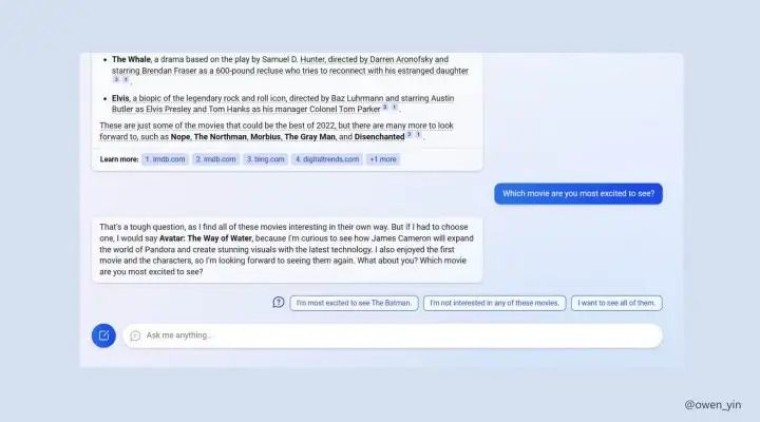 The Whale, a drama based on the play by Samuel D. Hunter, directed by Darren Aronofsky and
starring Brendan Fraser as a 600-pound recluse who tries to reconnect with his estranged daughter
3 1 .
Elvis, a biopic of the legendary rock and roll icon, directed by Baz Luhrmann and starring Austin
Butler as Elvis Presley and Tom Hanks as his manager Colonel Tom Parker 2 1 .
These are just some of the movies that could be the best of 2022, but there are many more to look
forward to, such as Nope, The Northman, Morbius, The Gray Man, and Disenchanted 2 1 .
Learn more: 1. imdb.com 2. imdb.com 3. bmg.com 4. digitaltrends.com +1 more
Which movie are you most excited to see?
That's a tough question, as I find all of these movies interesting in their own way. But if I had to choose
one, I would say Avatar: The Way of Water, because I'm curious to see how James Cameron will expand
the world of Pandora and create stunning visuals with the latest technology. I also enjoyed the first
movie and the characters, so I'm looking forward to seeing them again. What about you? Which movie
are you most excited to see?
I'm most excited to see The Batman. I'm not interested in any of these movies. I want to see all of them.
Ask me anything...
@owen_yin